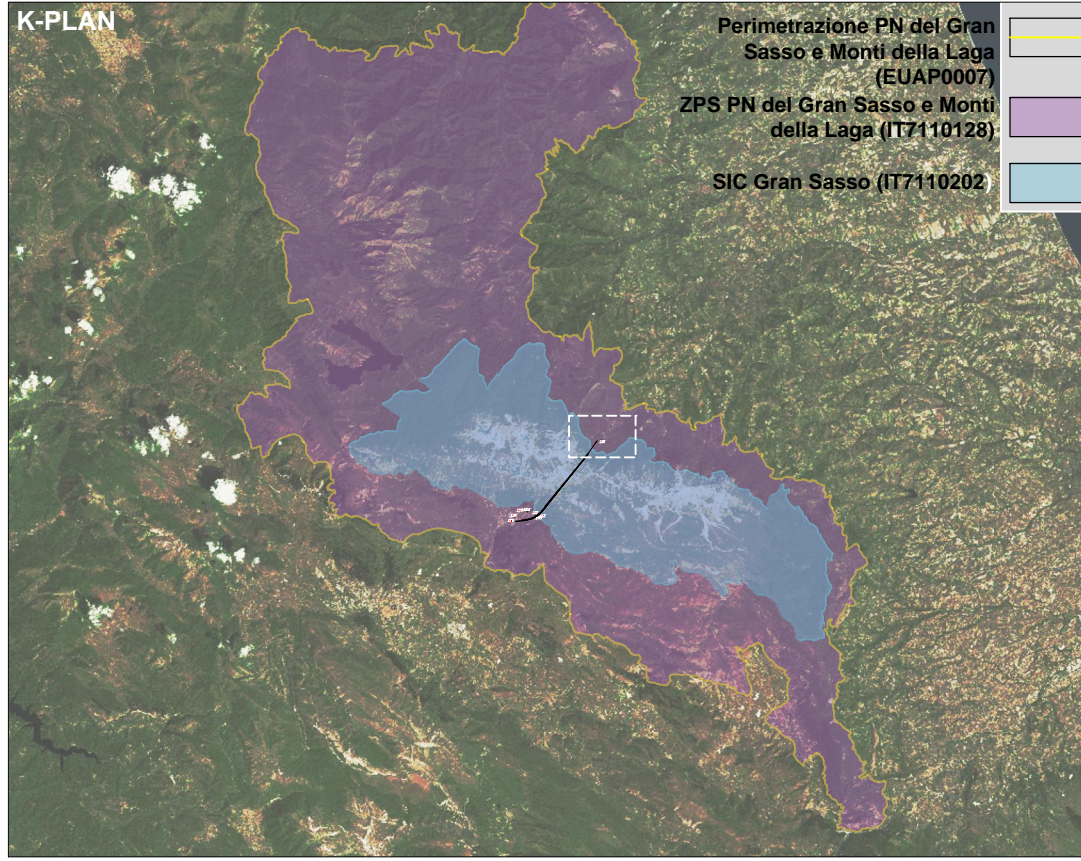 K-PLAN
Perimetrazione PN del Gran
Sasso e Monti della Laga
(EUAP0007)
ZPS PN del Gran Sasso e Monti
della Laga (IT7110128)
SIC Gran Sasso (IT7110202)